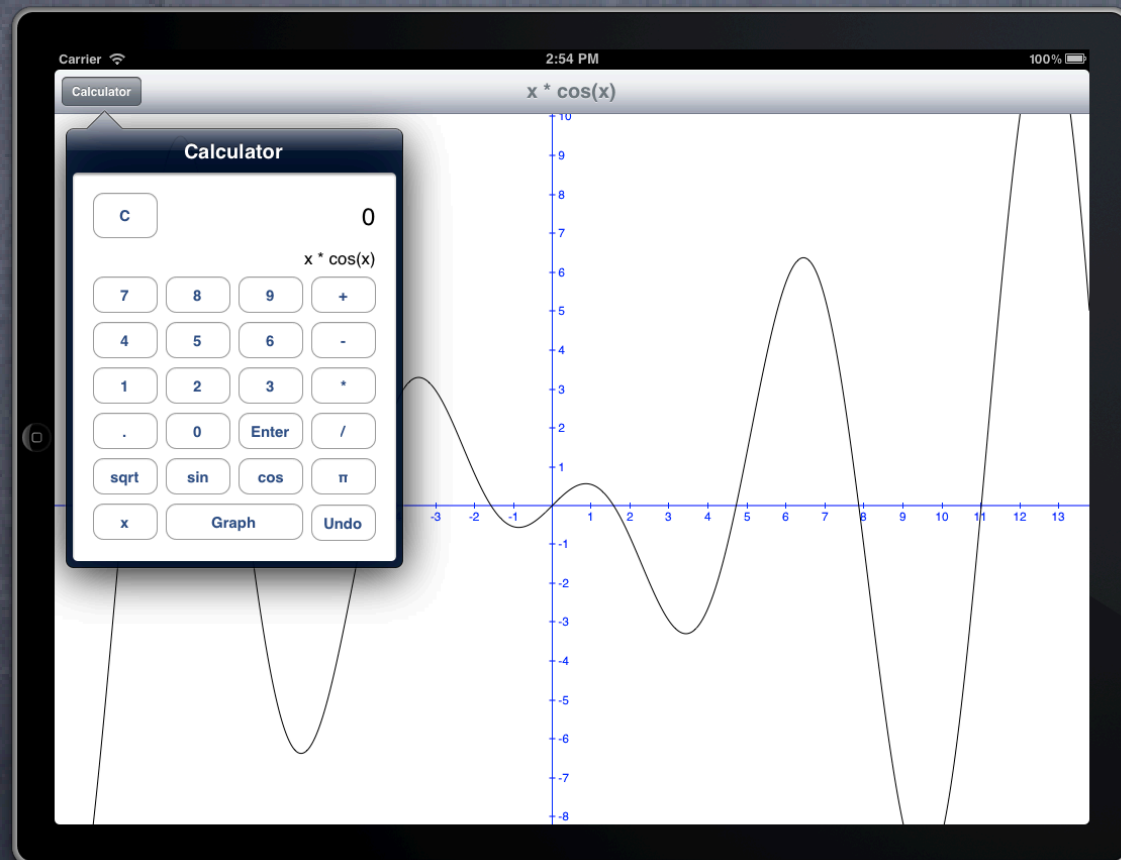 Carrier 2:54 PM 100%
Calculator x * cos(x)
Calculator
C 0
x * cos(x)
7 8 9 +
4 5 6 -
1 2 3 *
. 0 Enter /
sqrt sin cos π
x Graph Undo
10
9
8
7
6
5
4
3
2
1
-3 -2 -1 1 2 3 4 5 6 7 8 9 10 11 12 13
-1
-2
-3
-4
-5
-6
-7
-8